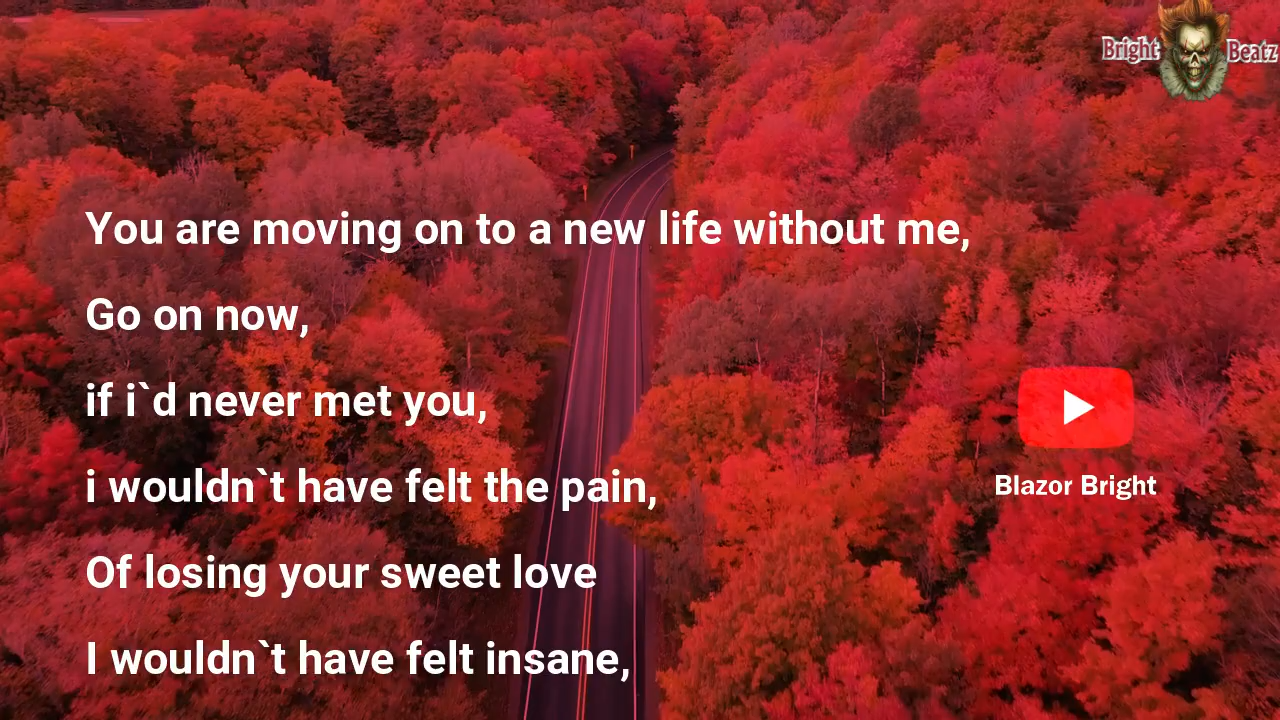 Bright Beatz
You are moving on to a new life without me,
Go on now,
if i`d never met you,
i wouldn`t have felt the pain,
Of losing your sweet love
I wouldn`t have felt insane,
Blazor Bright